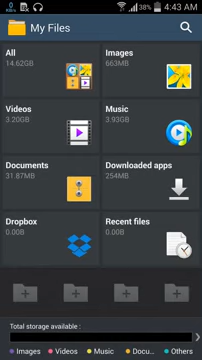 0
K/s
38%
4:43 AM
My Files
All
14.62GB
Images
663MB
Videos
3.20GB
Music
3.93GB
Documents
31.87MB
Downloaded apps
254MB
Dropbox
0.00B
Recent files
0.00B
Total storage available :
Images
Videos
Music
Docu...
Others